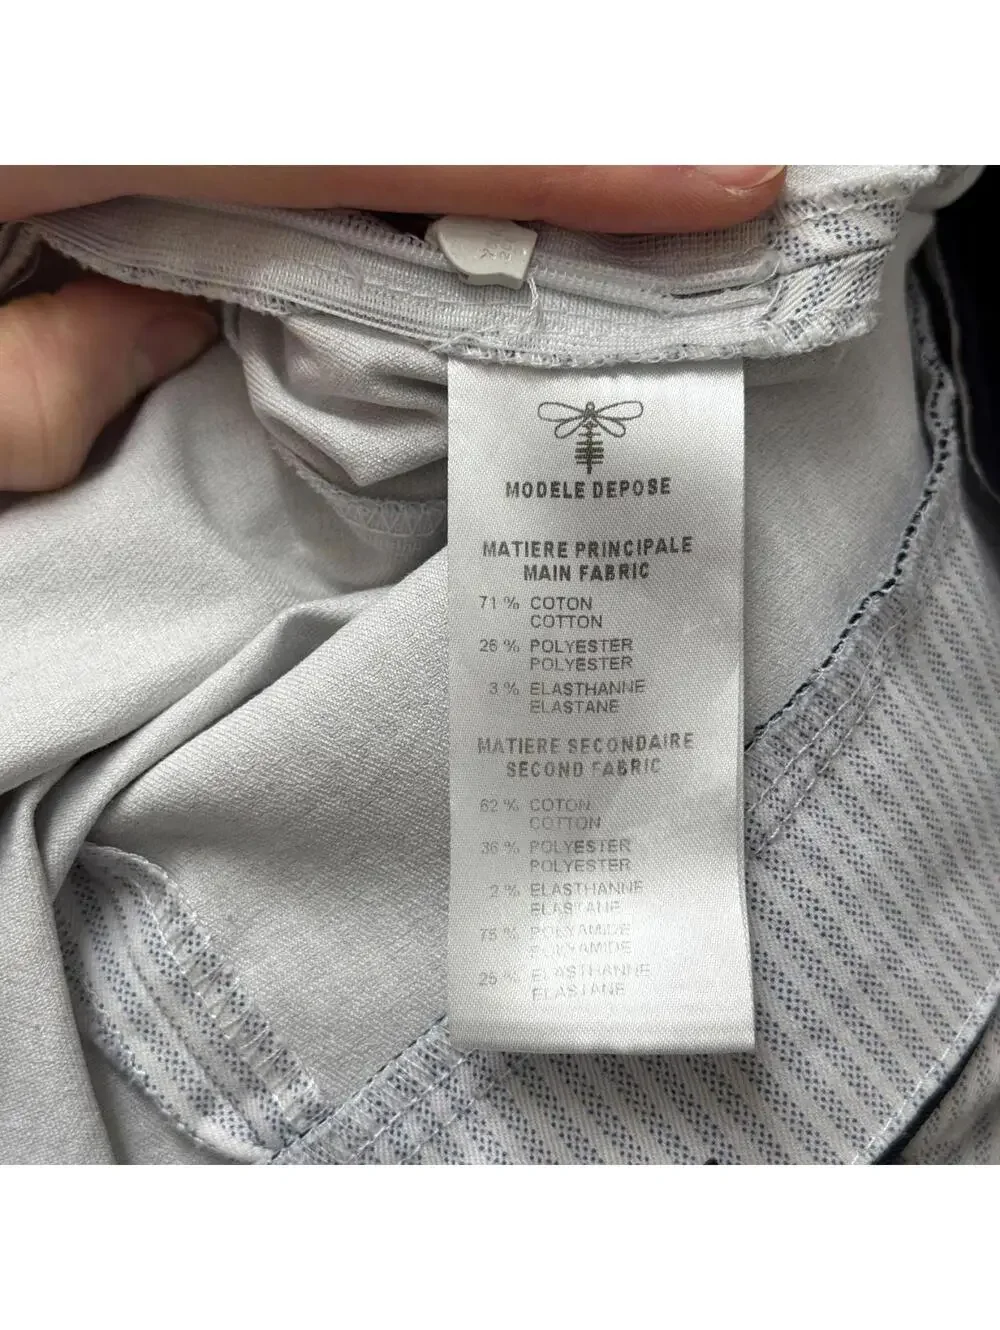 MODELE DEPOSE
MATIERE PRINCIPALE
MAIN FABRIC
71 % COTON
COTTON
26 % POLYESTER
POLYESTER
3 % ELASTHANNE
ELASTANE
MATIERE SECONDAIRE
SECOND FABRIC
62 % COTON
COTTON
36 % POLYESTER
POLYESTER
2 % ELASTHANNE
ELASTANE
75 % POLYAMIDE
POLYAMIDE
25 % ELASTHANNE
ELASTANE